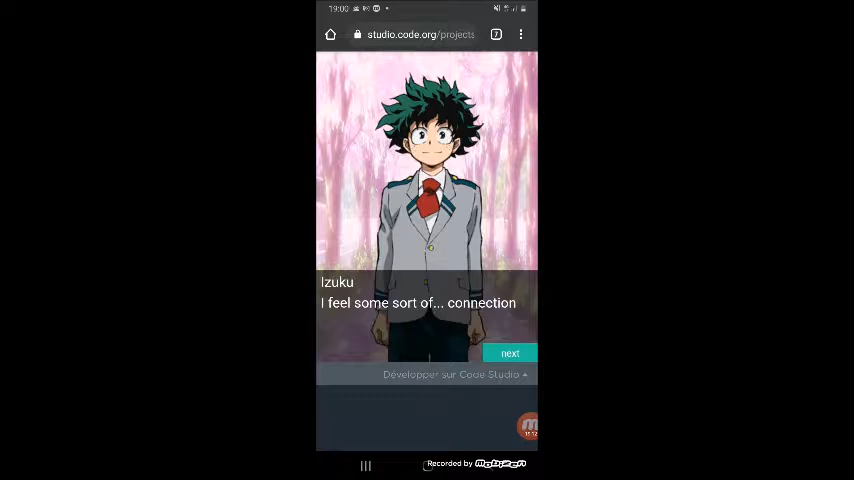 19:00
studio.code.org/projects
7
Izuku
I feel some sort of... connection
next
Développer sur Code Studio
Recorded by mobizen